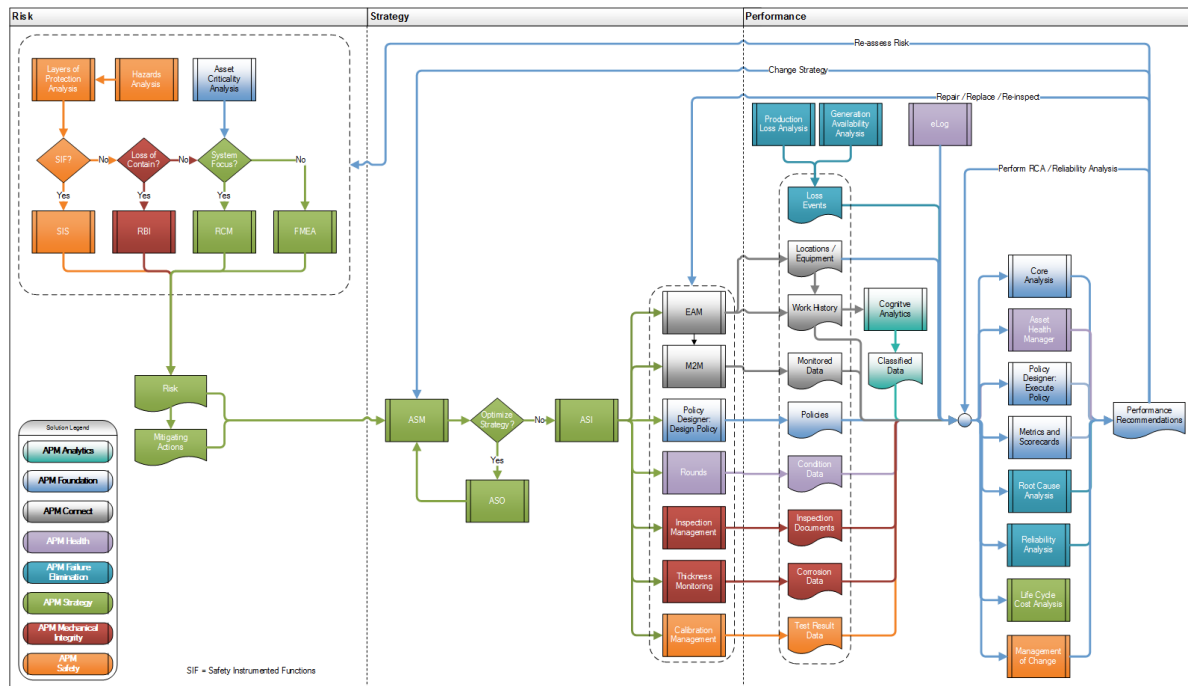 Risk
Strategy
Performance
Re-assess Risk
Change Strategy
Repair / Replace / Re-inspect
Perform RCA / Reliability Analysis
Layers of
Protection
Analysis
Hazards
Analysis
Asset
Criticality
Analysis
SIF?
No
Loss of
Contain?
No
System
Focus?
No
Yes
Yes
Yes
SIS
RBI
RCM
FMEA
Risk
Mitigating
Actions
Solution Legend
APM Analytics
APM Foundation
APM Connect
APM Health
APM Failure
Elimination
APM Strategy
APM Mechanical
Integrity
APM
Safety
SIF = Safety Instrumented Functions
ASM
Optimize
Strategy?
No
Yes
ASO
ASI
EAM
M2M
Policy
Designer:
Design Policy
Rounds
Inspection
Management
Thickness
Monitoring
Calibration
Management
Production
Loss Analysis
Generation
Availability
Analysis
eLog
Loss
Events
Locations /
Equipment
Work History
Cognitve
Analytics
Monitored
Data
Classified
Data
Policies
Condition
Data
Inspection
Documents
Corrosion
Data
Test Result
Data
Core
Analysis
Asset
Health
Manager
Policy
Designer:
Execute
Policy
Metrics and
Scorecards
Root Cause
Analysis
Reliability
Analysis
Life Cycle
Cost Analysis
Management
of Change
Performance
Recommendations